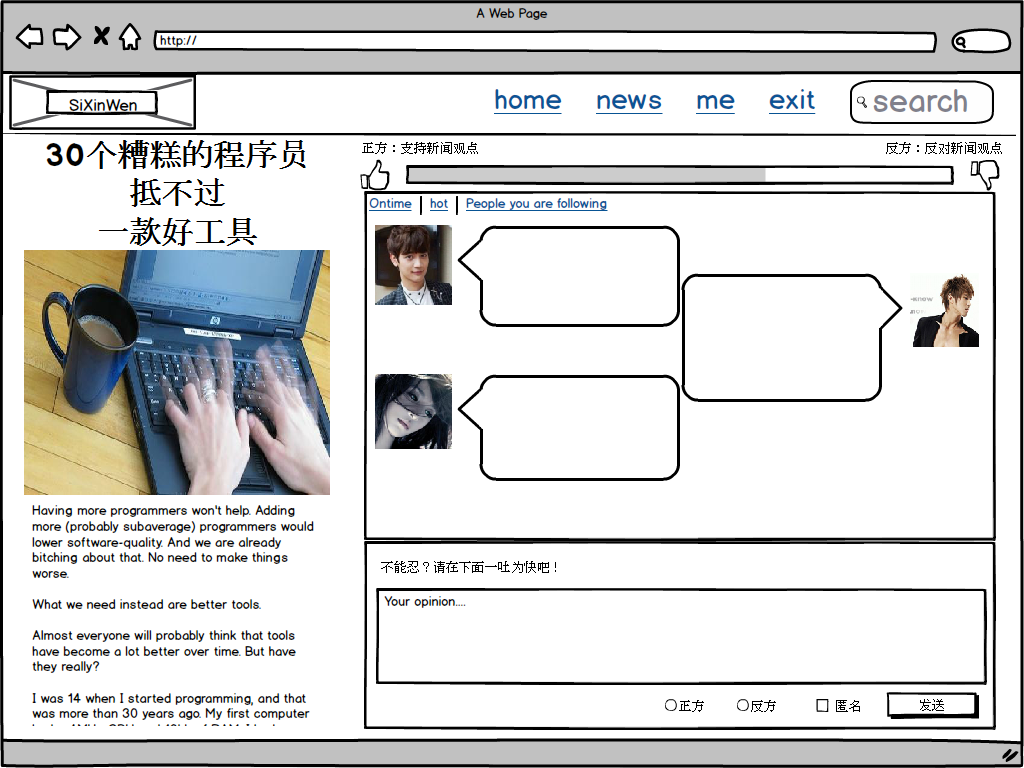 A Web Page
http://
SiXinWen
home news me exit search
30个糟糕的程序员
抵不过
一款好工具
Having more programmers won't help. Adding
more (probably subaverage) programmers would
lower software-quality. And we are already
bitching about that. No need to make things
worse.
What we need instead are better tools.
Almost everyone will probably think that tools
have become a lot better over time. But have
they really?
I was 14 when I started programming, and that
was more than 30 years ago. My first computer
正方：支持新闻观点
反方：反对新闻观点
Ontime hot People you are following
不能忍？请在下面一吐为快吧！
Your opinion....
正方 反方 匿名 发送